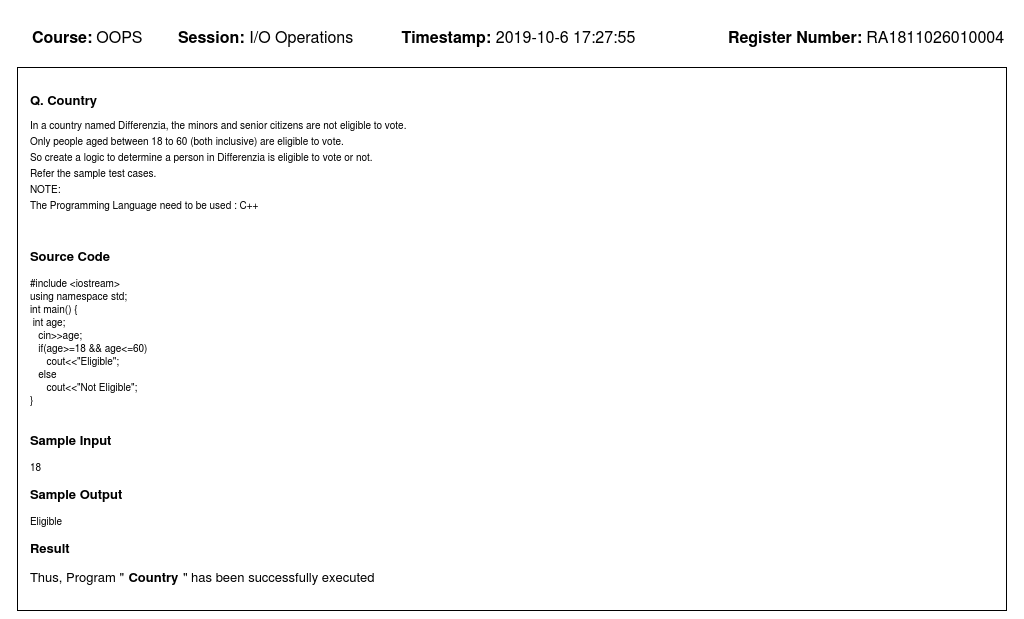 Course: OOPS Session: I/O Operations Timestamp: 2019-10-6 17:27:55 Register Number: RA1811026010004
Q. Country
In a country named Differenzia, the minors and senior citizens are not eligible to vote.
Only people aged between 18 to 60 (both inclusive) are eligible to vote.
So create a logic to determine a person in Differenzia is eligible to vote or not.
Refer the sample test cases.
NOTE:
The Programming Language need to be used : C++
Source Code
#include <iostream>
using namespace std;
int main() {
 int age;
   cin>>age;
   if(age>=18 && age<=60)
      cout<<"Eligible";
   else
      cout<<"Not Eligible";
}
Sample Input
18
Sample Output
Eligible
Result
Thus, Program " Country " has been successfully executed